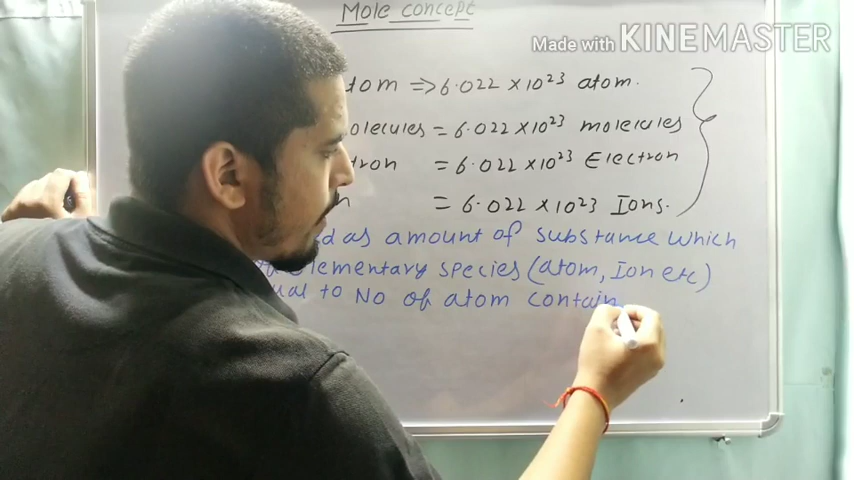 Mole concept
Made with KINEMASTER
tom => 6.022 × 10²³ atom.
olecules = 6.022 × 10²³ molecules
tron = 6.022 × 10²³ Electron
n = 6.022 × 10²³ Ions.
d as amount of substance which
elementary species (atom, Ion etc)
ual to No of atom contain